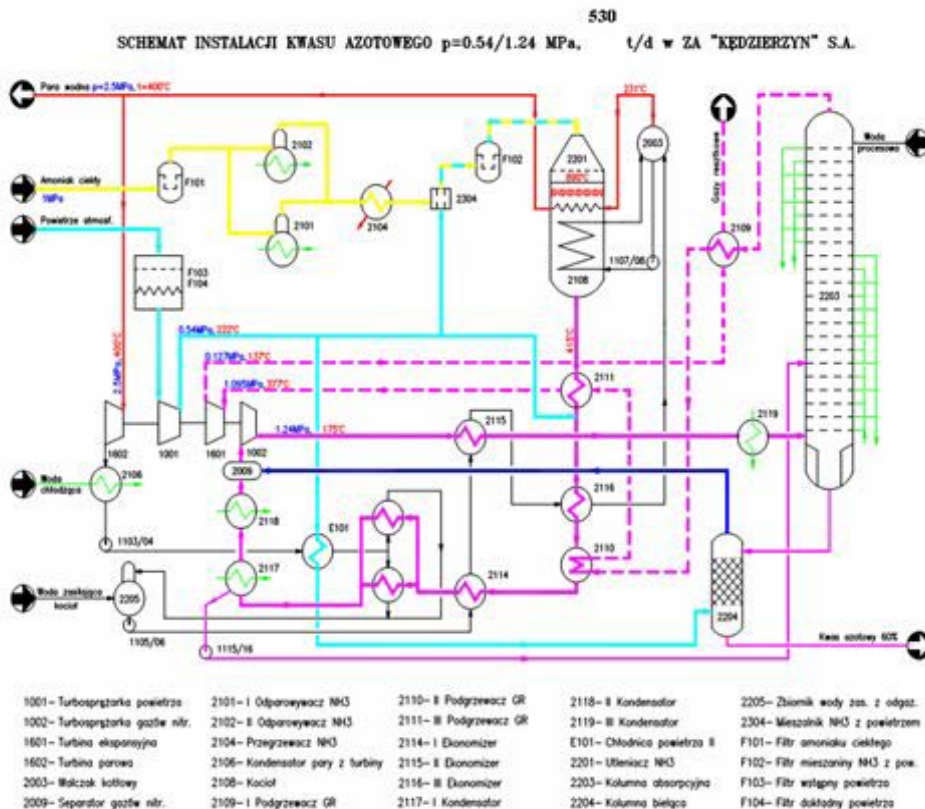 530
SCHEMAT INSTALACJI KWASU AZOTOWEGO p=0.54/1.24 MPa, t/d w ZA "KĘDZIERZYN" S.A.
Para wodna p=2.5MPa, t=400°C
231°C
2102
F101
F102
2201
890°C
2003
Gazy resztkowe
Woda
procesowa
Amoniak ciekły
1MPa
2304
2104
2101
Powietrze atmosf.
2109
1107/08
2108
F103
F104
2203
0.54MPa, 222°C
415°C
2.5MPa, 400°C
0.127MPa, 137°C
1.095MPa, 377°C
2111
2115
2119
1.24MPa, 175°C
1602
1001
1601
1002
2106
Woda
chłodząca
2009
2116
2118
E101
1103/04
2110
2117
2114
Woda zasilająca
kocioł
2205
2204
1105/06
1115/16
Kwas azotowy 60%
1001- Turbosprężarka powietrza
1002- Turbosprężarka gazów nitr.
1601- Turbina ekspansyjna
1602- Turbina parowa
2003- Walczak kotłowy
2009- Separator gazów nitr.
2101- I Odparowywacz NH3
2102- II Odparowywacz NH3
2104- Przegrzewacz NH3
2106- Kondensator pary z turbiny
2108- Kocioł
2109- I Podgrzewacz GR
2110- II Podgrzewacz GR
2111- III Podgrzewacz GR
2114- I Ekonomizer
2115- II Ekonomizer
2116- III Ekonomizer
2117- I Kondensator
2118- II Kondensator
2119- III Kondensator
E101- Chłodnica powietrza II
2201- Utleniacz NH3
2203- Kolumna absorpcyjna
2204- Kolumna bieląca
2205- Zbiornik wody zas. z odgaz.
2304- Mieszalnik NH3 z powietrzem
F101- Filtr amoniaku ciekłego
F102- Filtr mieszaniny NH3 z pow.
F103- Filtr wstępny powietrza
F104- Filtr dokładny powietrza